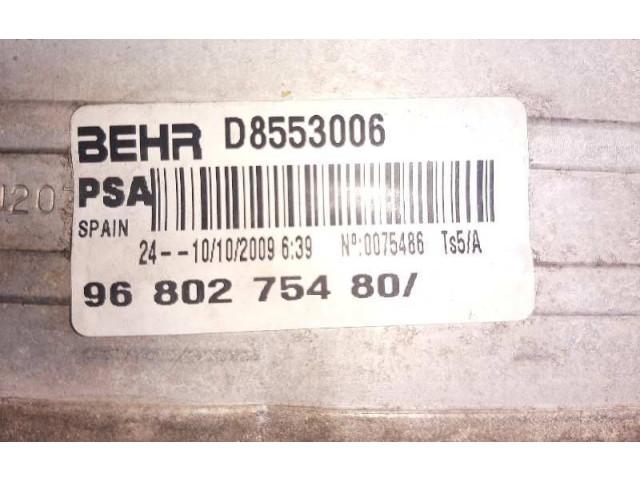 BEHR D8553006
PSA
SPAIN
24--10/10/2009 6:39 Nº:0075486 Ts5/A
96 802 754 80/